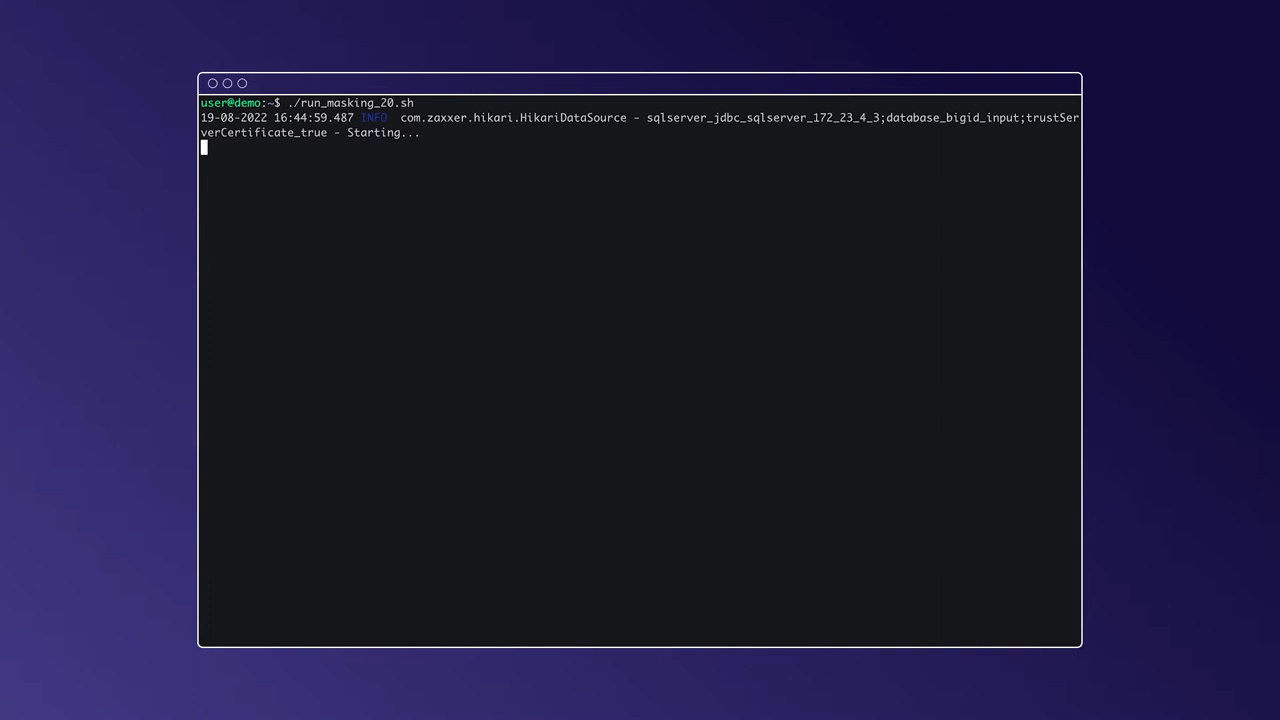 user@demo:~$ ./run_masking_20.sh
19-08-2022 16:44:59.487 INFO  com.zaxxer.hikari.HikariDataSource - sqlserver_jdbc_sqlserver_172_23_4_3;database_bigid_input;trustSer
verCertificate_true - Starting...